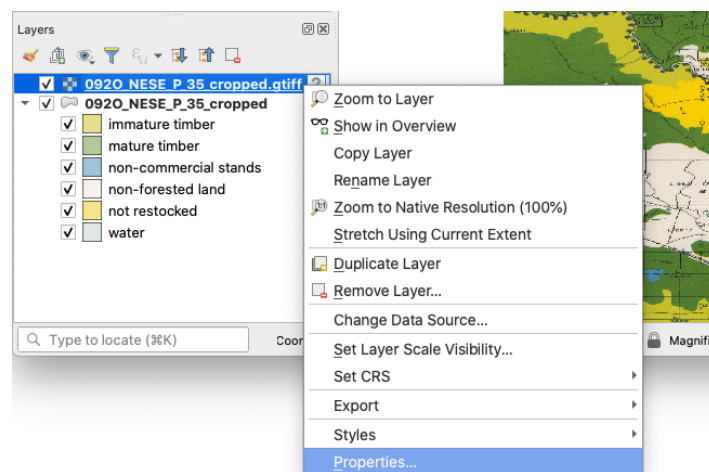 Layers
092O_NESE_P_35_cropped.gtiff
092O_NESE_P_35_cropped
immature timber
mature timber
non-commercial stands
non-forested land
not restocked
water
Type to locate (⌘K)
Coor
Zoom to Layer
Show in Overview
Copy Layer
Rename Layer
Zoom to Native Resolution (100%)
Stretch Using Current Extent
Duplicate Layer
Remove Layer...
Change Data Source...
Set Layer Scale Visibility...
Set CRS
Export
Styles
Properties...
Magnifi